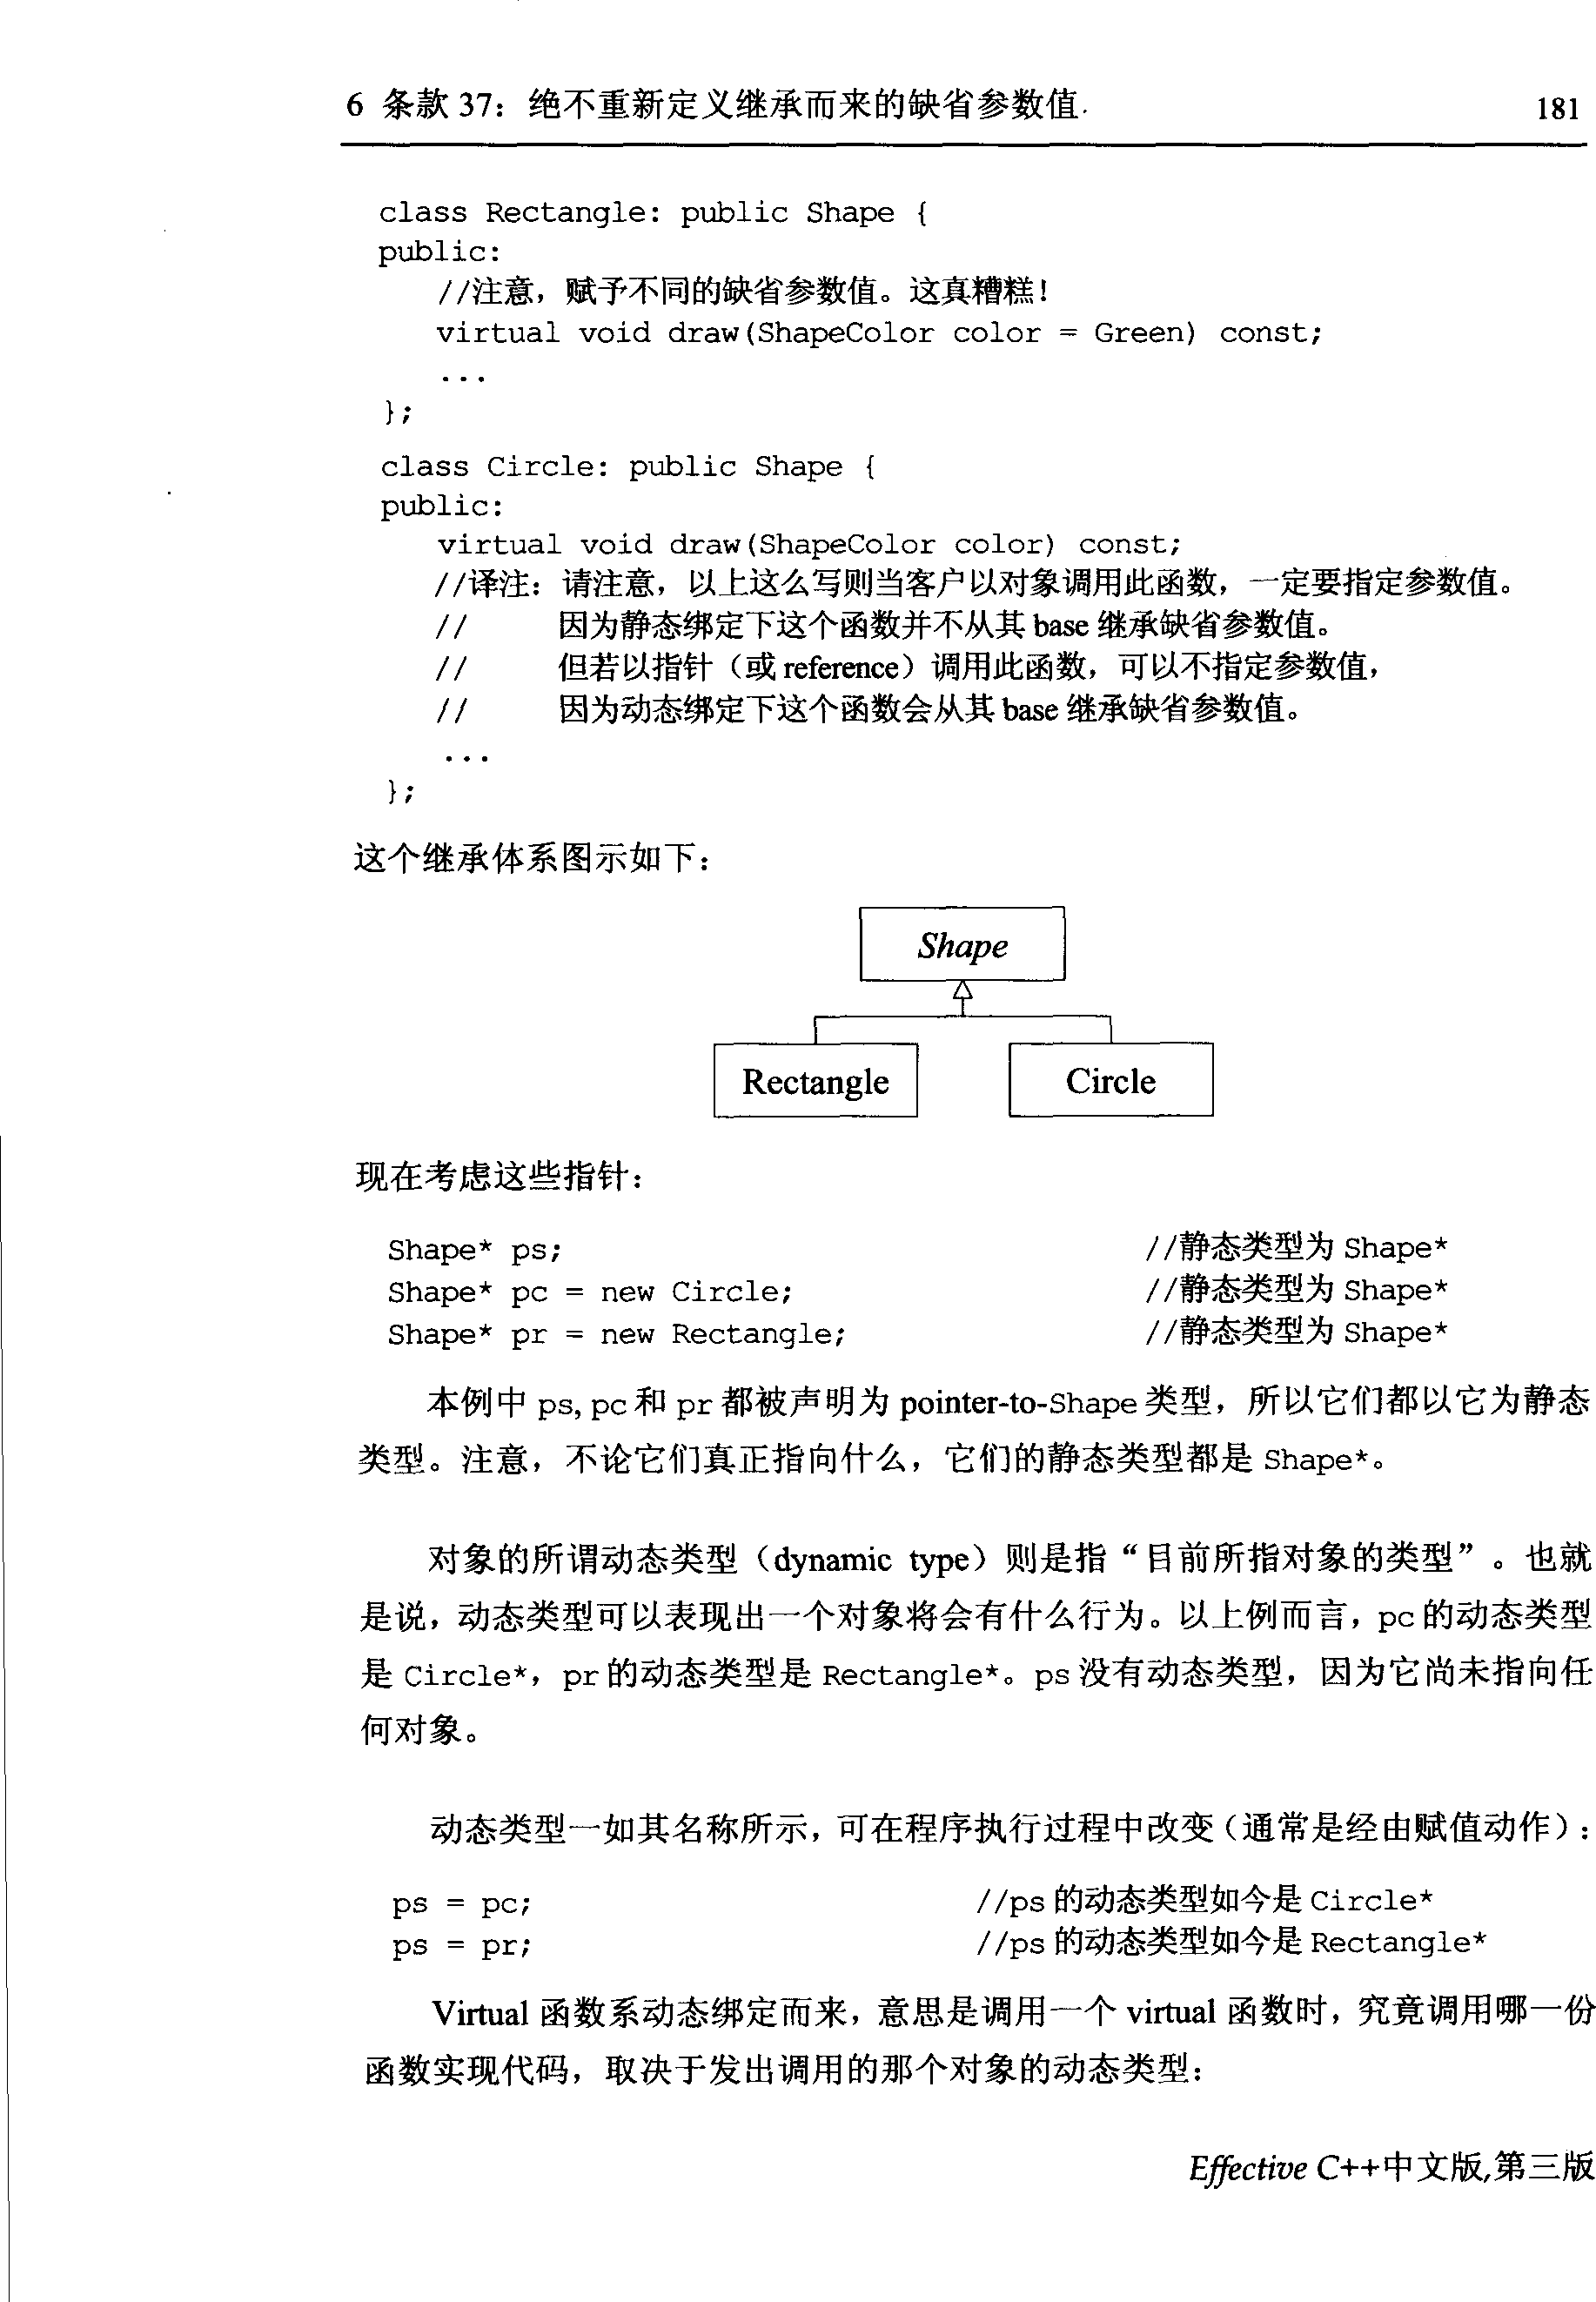 6 条款 37：绝不重新定义继承而来的缺省参数值. 181
class Rectangle: public Shape {
public:
//注意，赋予不同的缺省参数值。这真糟糕！
virtual void draw(ShapeColor color = Green) const;
...
};
class Circle: public Shape {
public:
virtual void draw(ShapeColor color) const;
//译注：请注意，以上这么写则当客户以对象调用此函数，一定要指定参数值。
// 因为静态绑定下这个函数并不从其 base 继承缺省参数值。
// 但若以指针（或 reference）调用此函数，可以不指定参数值，
// 因为动态绑定下这个函数会从其 base 继承缺省参数值。
...
};
这个继承体系图示如下：
Shape
Rectangle Circle
现在考虑这些指针：
Shape* ps; //静态类型为 Shape*
Shape* pc = new Circle; //静态类型为 Shape*
Shape* pr = new Rectangle; //静态类型为 Shape*
本例中 ps, pc 和 pr 都被声明为 pointer-to-Shape 类型，所以它们都以它为静态
类型。注意，不论它们真正指向什么，它们的静态类型都是 Shape*。
对象的所谓动态类型（dynamic type）则是指“目前所指对象的类型”。也就
是说，动态类型可以表现出一个对象将会有什么行为。以上例而言，pc 的动态类型
是 Circle*，pr 的动态类型是 Rectangle*。ps 没有动态类型，因为它尚未指向任
何对象。
动态类型一如其名称所示，可在程序执行过程中改变（通常是经由赋值动作）：
ps = pc; //ps 的动态类型如今是 Circle*
ps = pr; //ps 的动态类型如今是 Rectangle*
Virtual 函数系动态绑定而来，意思是调用一个 virtual 函数时，究竟调用哪一份
函数实现代码，取决于发出调用的那个对象的动态类型：
Effective C++中文版,第三版